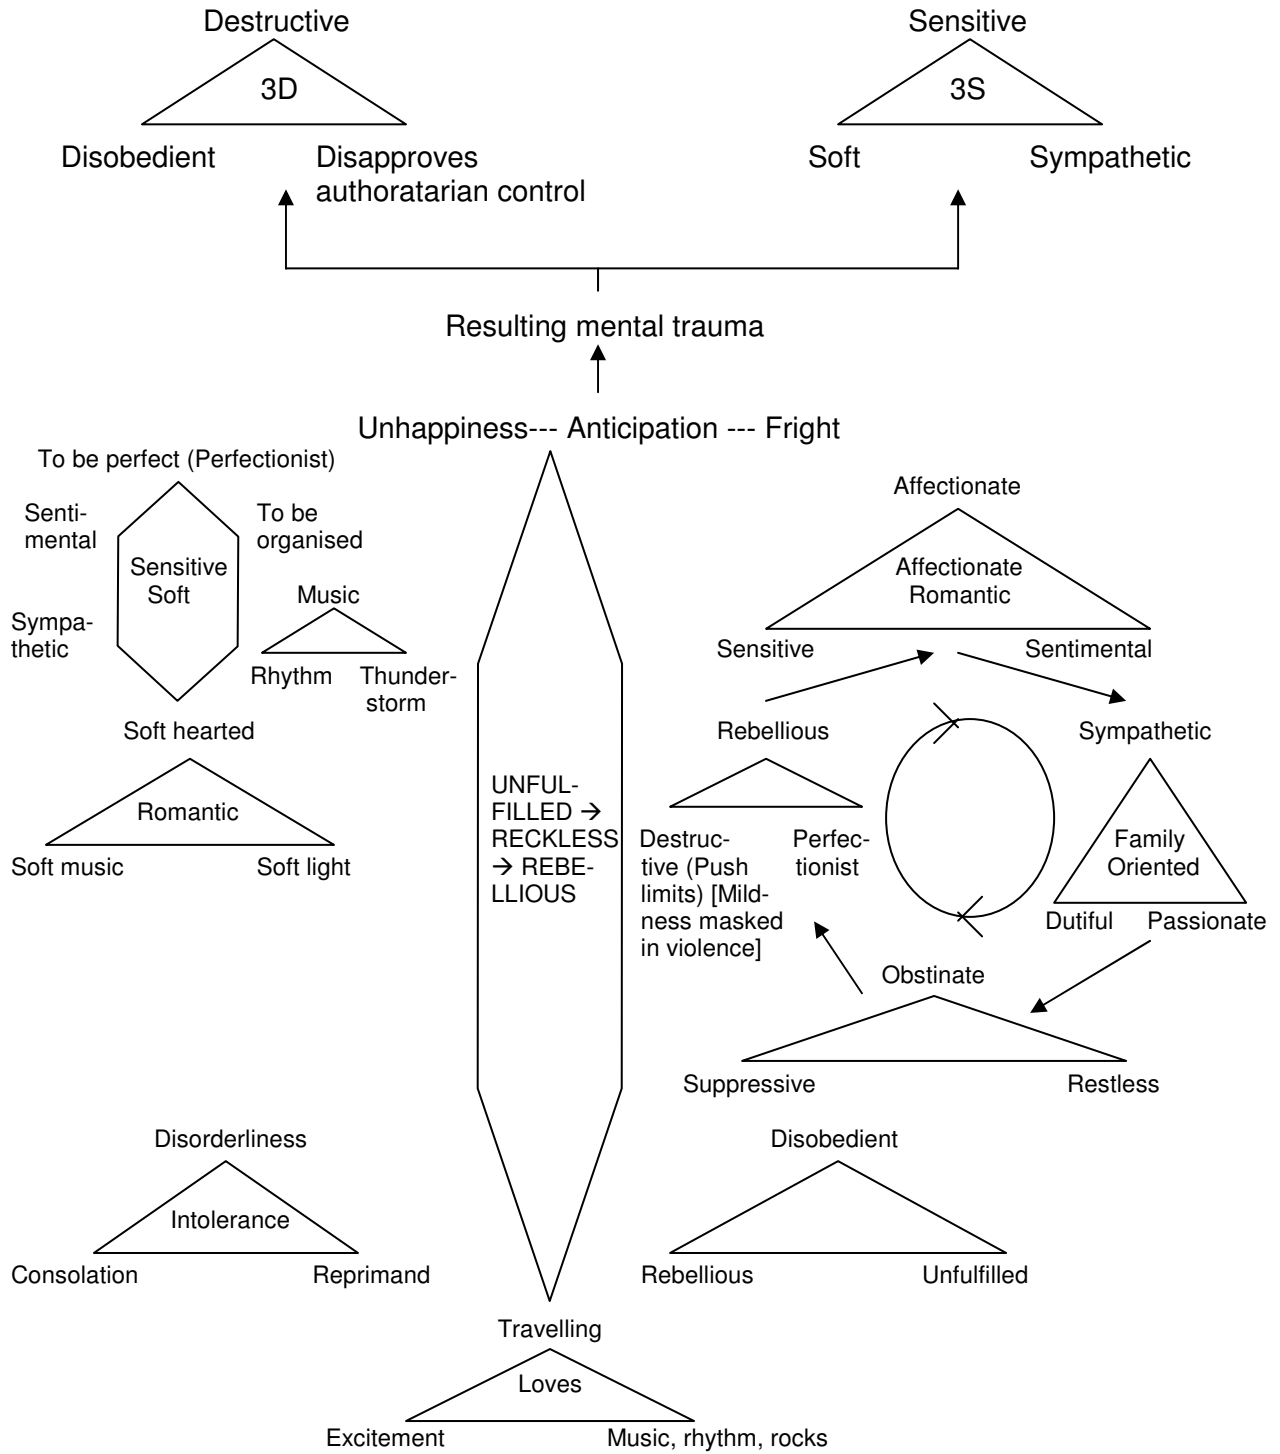 Destructive
Sensitive
3D
3S
Disobedient
Disapproves
authoratarian control
Soft
Sympathetic
Resulting mental trauma
Unhappiness--- Anticipation --- Fright
To be perfect (Perfectionist)
Senti-
mental
To be
organised
Sensitive
Soft
Sympa-
thetic
Music
Rhythm
Thunder-
storm
Soft hearted
Romantic
Soft music
Soft light
UNFUL-
FILLED →
RECKLESS
→ REBE-
LLIOUS
Affectionate
Affectionate
Romantic
Sensitive
Sentimental
Rebellious
Sympathetic
Destruc-
tive (Push
limits) [Mild-
ness masked
in violence]
Perfec-
tionist
Family
Oriented
Dutiful
Passionate
Obstinate
Suppressive
Restless
Disorderliness
Intolerance
Consolation
Reprimand
Disobedient
Rebellious
Unfulfilled
Travelling
Loves
Excitement
Music, rhythm, rocks